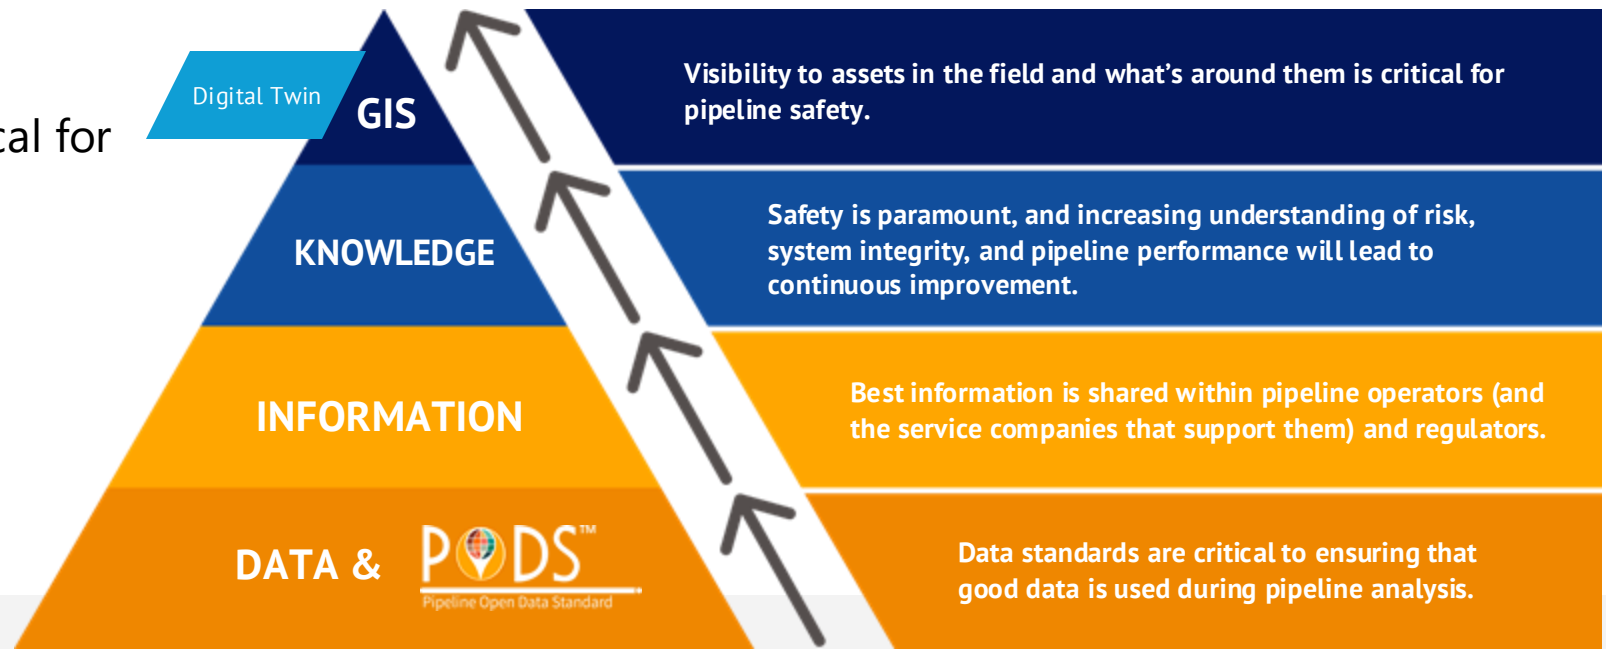 cal for
Digital Twin
GIS
Visibility to assets in the field and what's around them is critical for
pipeline safety.
KNOWLEDGE
Safety is paramount, and increasing understanding of risk,
system integrity, and pipeline performance will lead to
continuous improvement.
INFORMATION
Best information is shared within pipeline operators (and
the service companies that support them) and regulators.
DATA & PODS™
Pipeline Open Data Standard
Data standards are critical to ensuring that
good data is used during pipeline analysis.